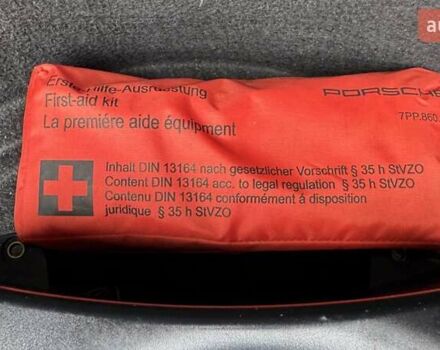 Erste-Hilfe-Ausrüstung
First-aid kit
La première aide équipment
PORSCHE
7PP.860.
Inhalt DIN 13164 nach gesetzlicher Vorschrift § 35 h StVZO
Content DIN 13164 acc. to legal regulation § 35 h StVZO
Contenu DIN 13164 conformément á disposition
juridique § 35 h StVZO